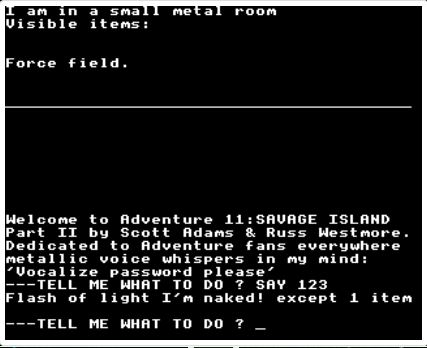 I am in a small metal room
Visible items:
Force field.
Welcome to Adventure 11:SAVAGE ISLAND
Part II by Scott Adams & Russ Westmore.
Dedicated to Adventure fans everywhere
metallic voice whispers in my mind:
'Vocalize password please'
---TELL ME WHAT TO DO ? SAY 123
Flash of light I'm naked! except 1 item
---TELL ME WHAT TO DO ? _